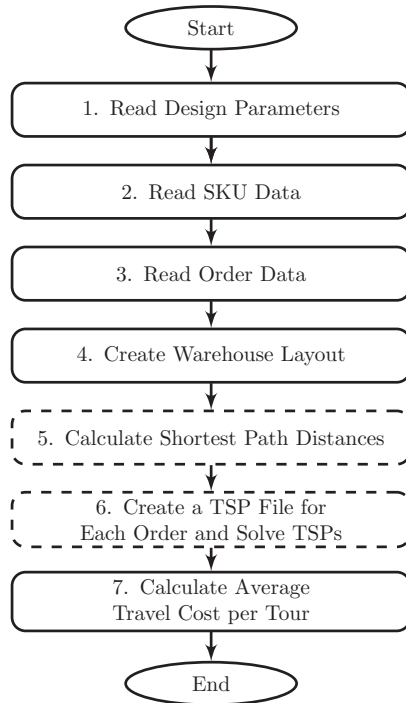 Start
1. Read Design Parameters
2. Read SKU Data
3. Read Order Data
4. Create Warehouse Layout
5. Calculate Shortest Path Distances
6. Create a TSP File for
Each Order and Solve TSPs
7. Calculate Average
Travel Cost per Tour
End